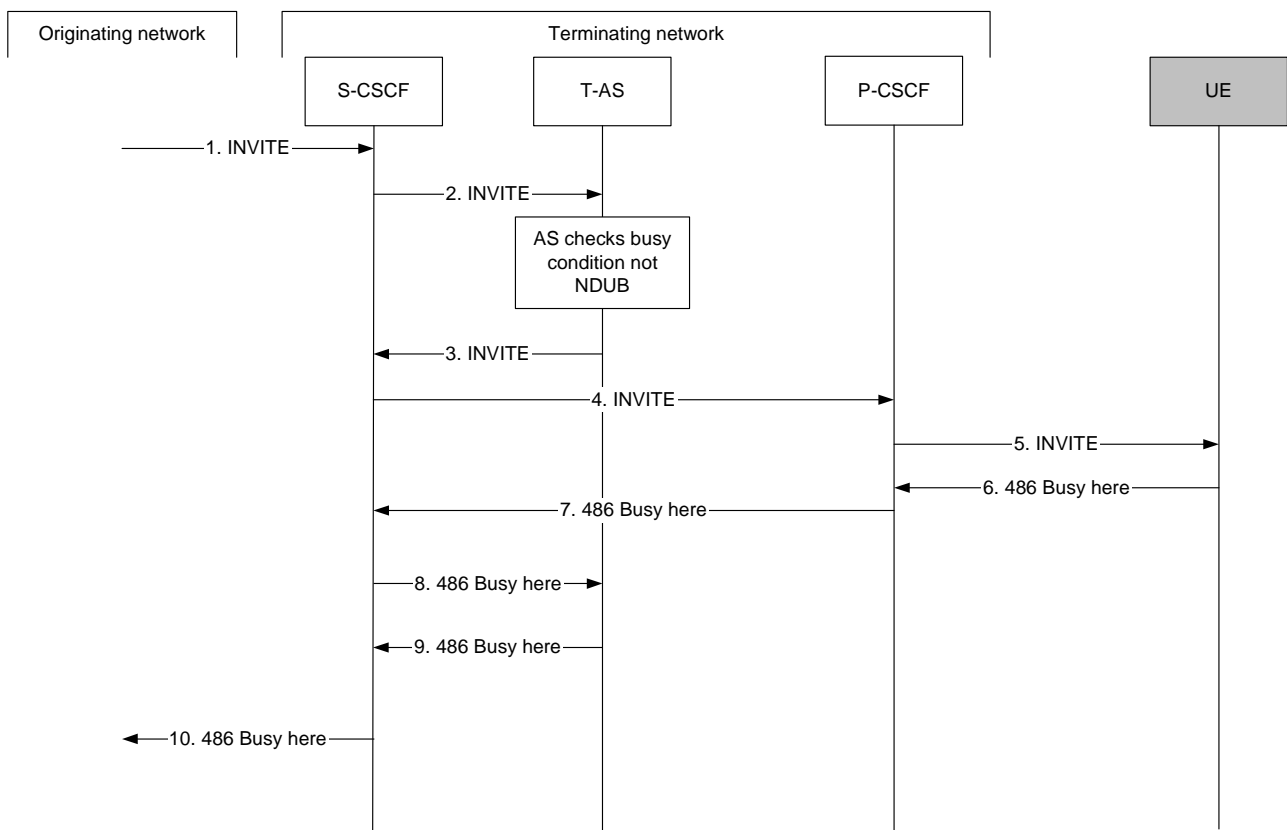 Originating network
Terminating network
S-CSCF
T-AS
P-CSCF
UE
1. INVITE
2. INVITE
AS checks busy
condition not
NDUB
3. INVITE
4. INVITE
5. INVITE
6. 486 Busy here
7. 486 Busy here
8. 486 Busy here
9. 486 Busy here
10. 486 Busy here